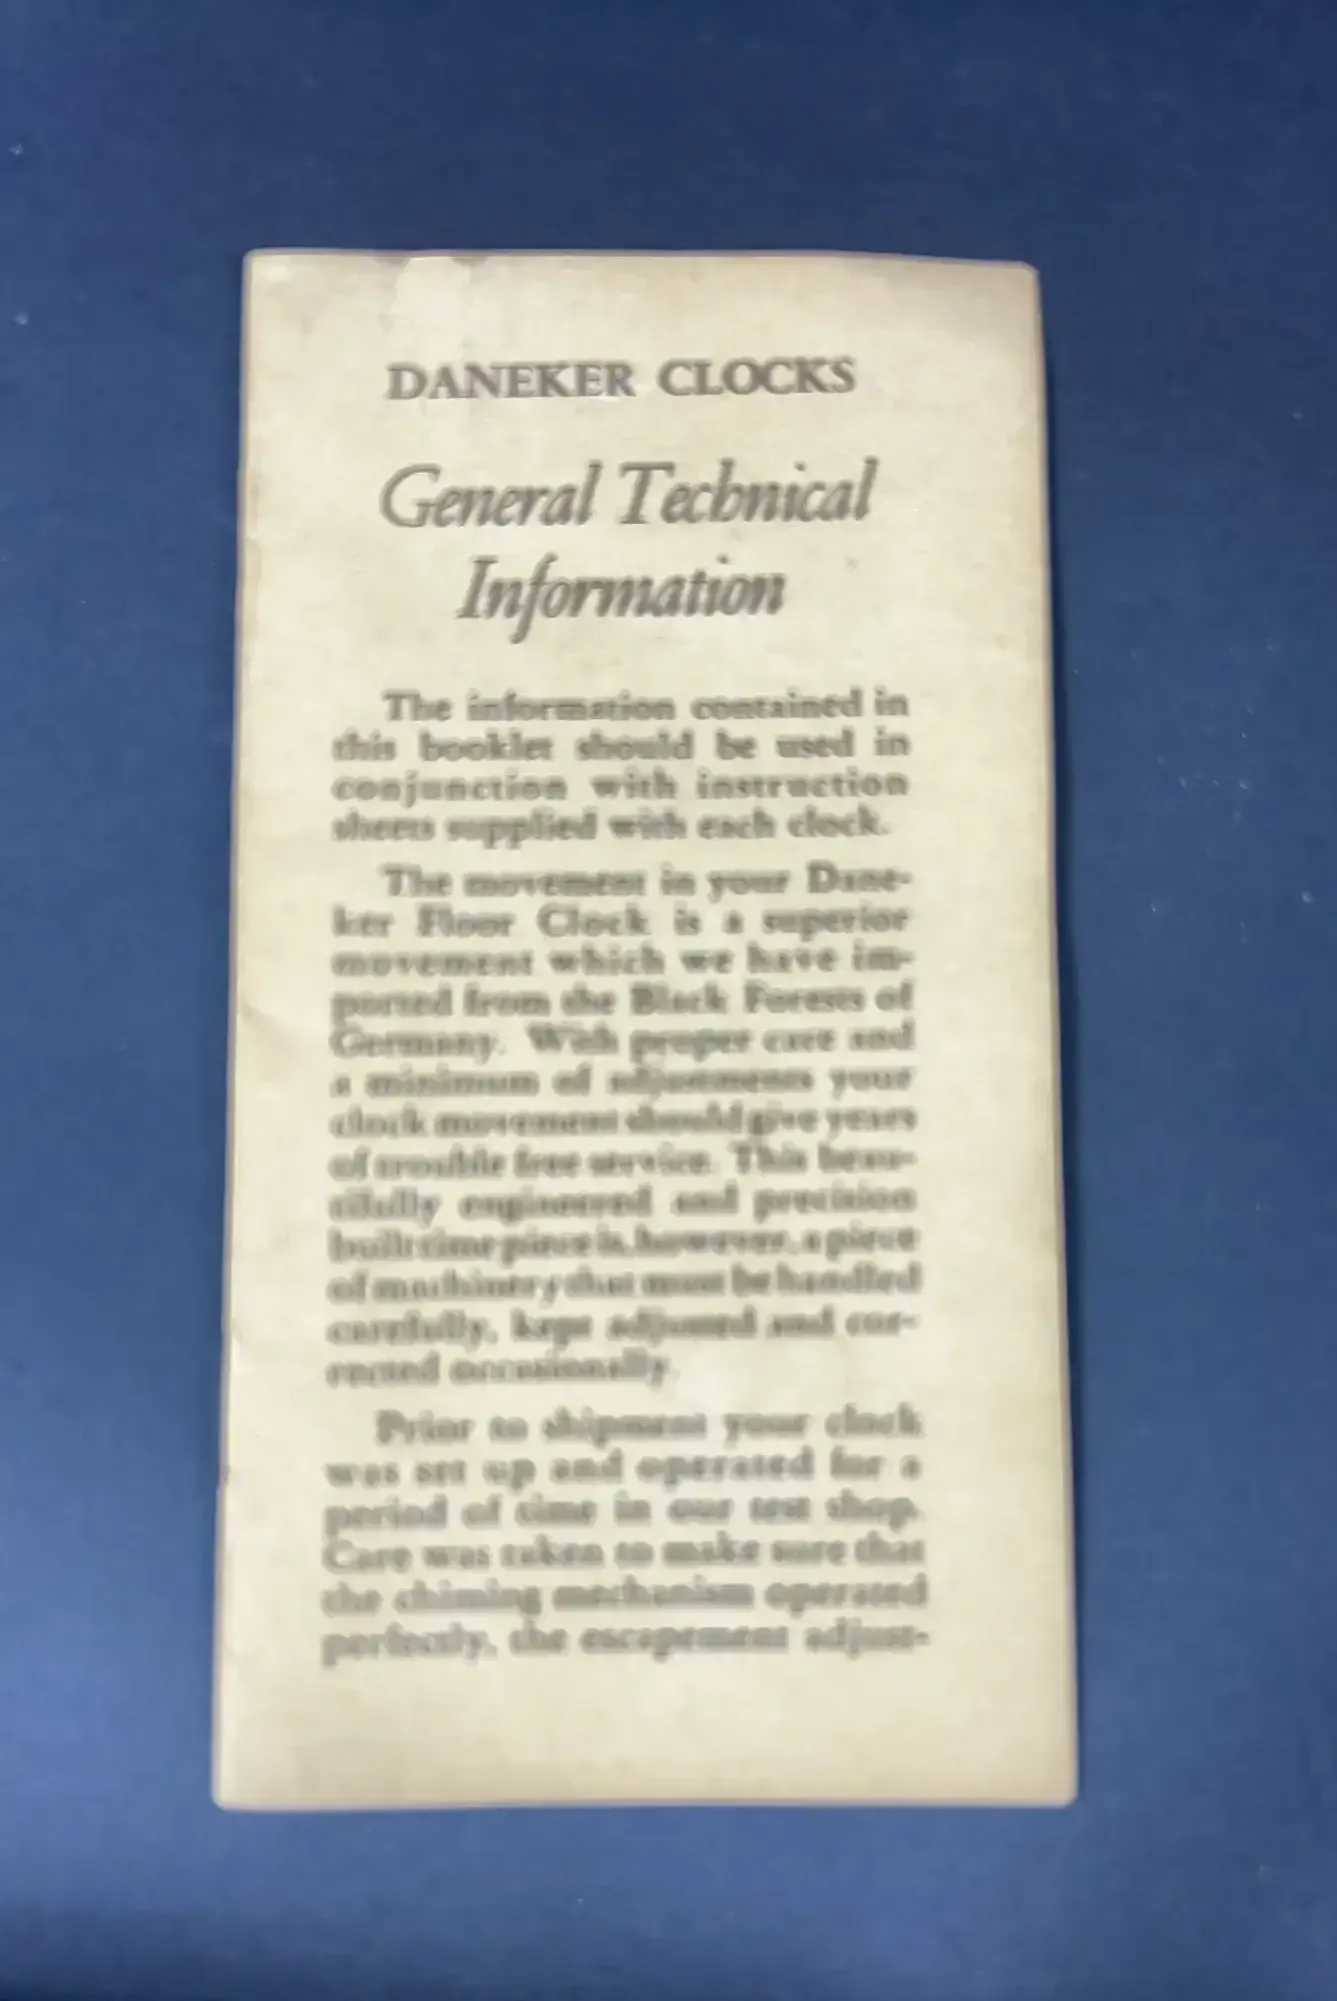 DANEKER CLOCKS
General Technical
Information
The information contained in
this booklet should be used in
conjunction with instruction
sheets supplied with each clock.
The movement in your Dane-
ker Floor Clock is a superior
movement which we have im-
ported from the Black Forests of
Germany. With proper care and
a minimum of adjustments your
clock movement should give years
of trouble free service. This beau-
tifully engineered and precision
built time piece is, however, a piece
of machinery that must be handled
carefully, kept adjusted and cor-
rected occasionally.
Prior to shipment your clock
was set up and operated for a
period of time in our test shop.
Care was taken to make sure that
the chiming mechanism operated
perfectly, the escapement adjust-